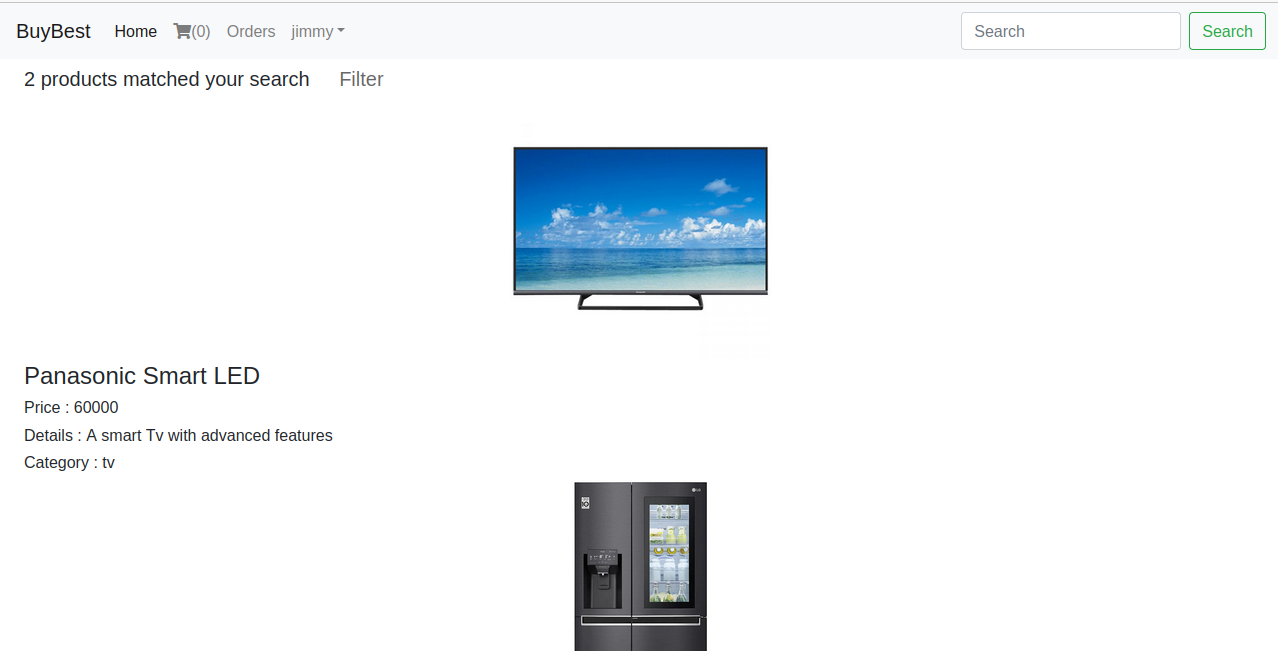 BuyBest Home (0) Orders jimmy Search Search
2 products matched your search Filter
Panasonic Smart LED
Price : 60000
Details : A smart Tv with advanced features
Category : tv
LG